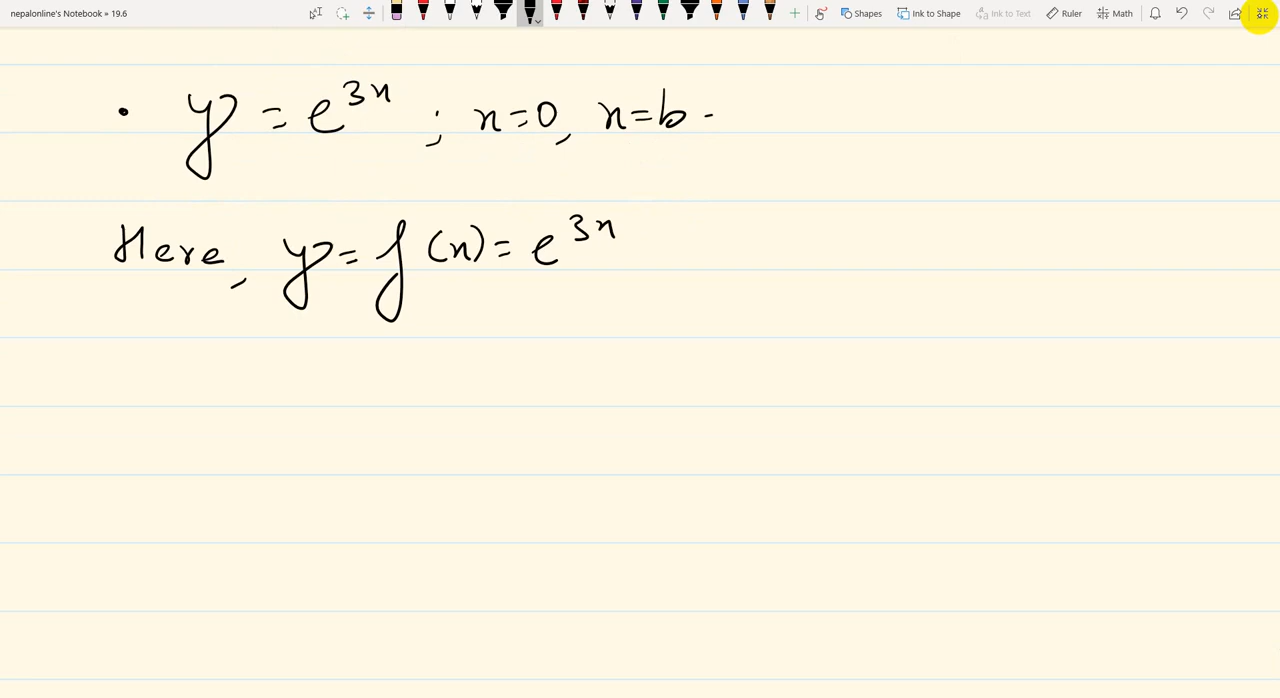 nepalonline's Notebook » 19.6
Shapes Ink to Shape Ink to Text Ruler Math
• y = e^{3x} ; x=0, x=b -
Here, y = f(x) = e^{3x}